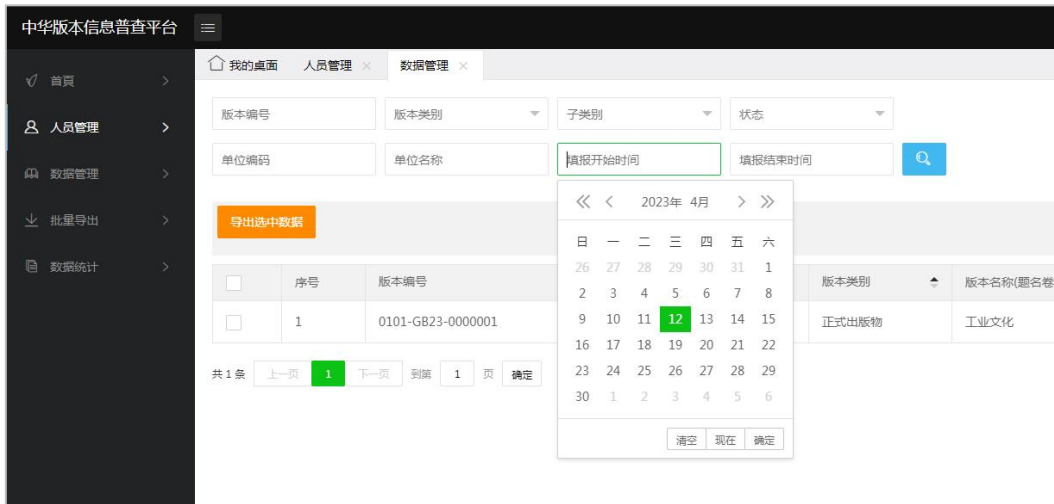 中华版本信息普查平台
我的桌面 人员管理 数据管理
首頁
人员管理
数据管理
批量导出
数据统计
版本编号 版本类别 子类别 状态
单位编码 单位名称 填报开始时间 填报结束时间
导出选中数据
2023年 4月
日 一 二 三 四 五 六
26 27 28 29 30 31 1
2 3 4 5 6 7 8
9 10 11 12 13 14 15
16 17 18 19 20 21 22
23 24 25 26 27 28 29
30 1 2 3 4 5 6
清空 现在 确定
序号 版本编号 版本类别 版本名称(题名卷
1 0101-GB23-0000001 正式出版物 工业文化
共 1 条 上一页 1 下一页 到第 1 页 确定